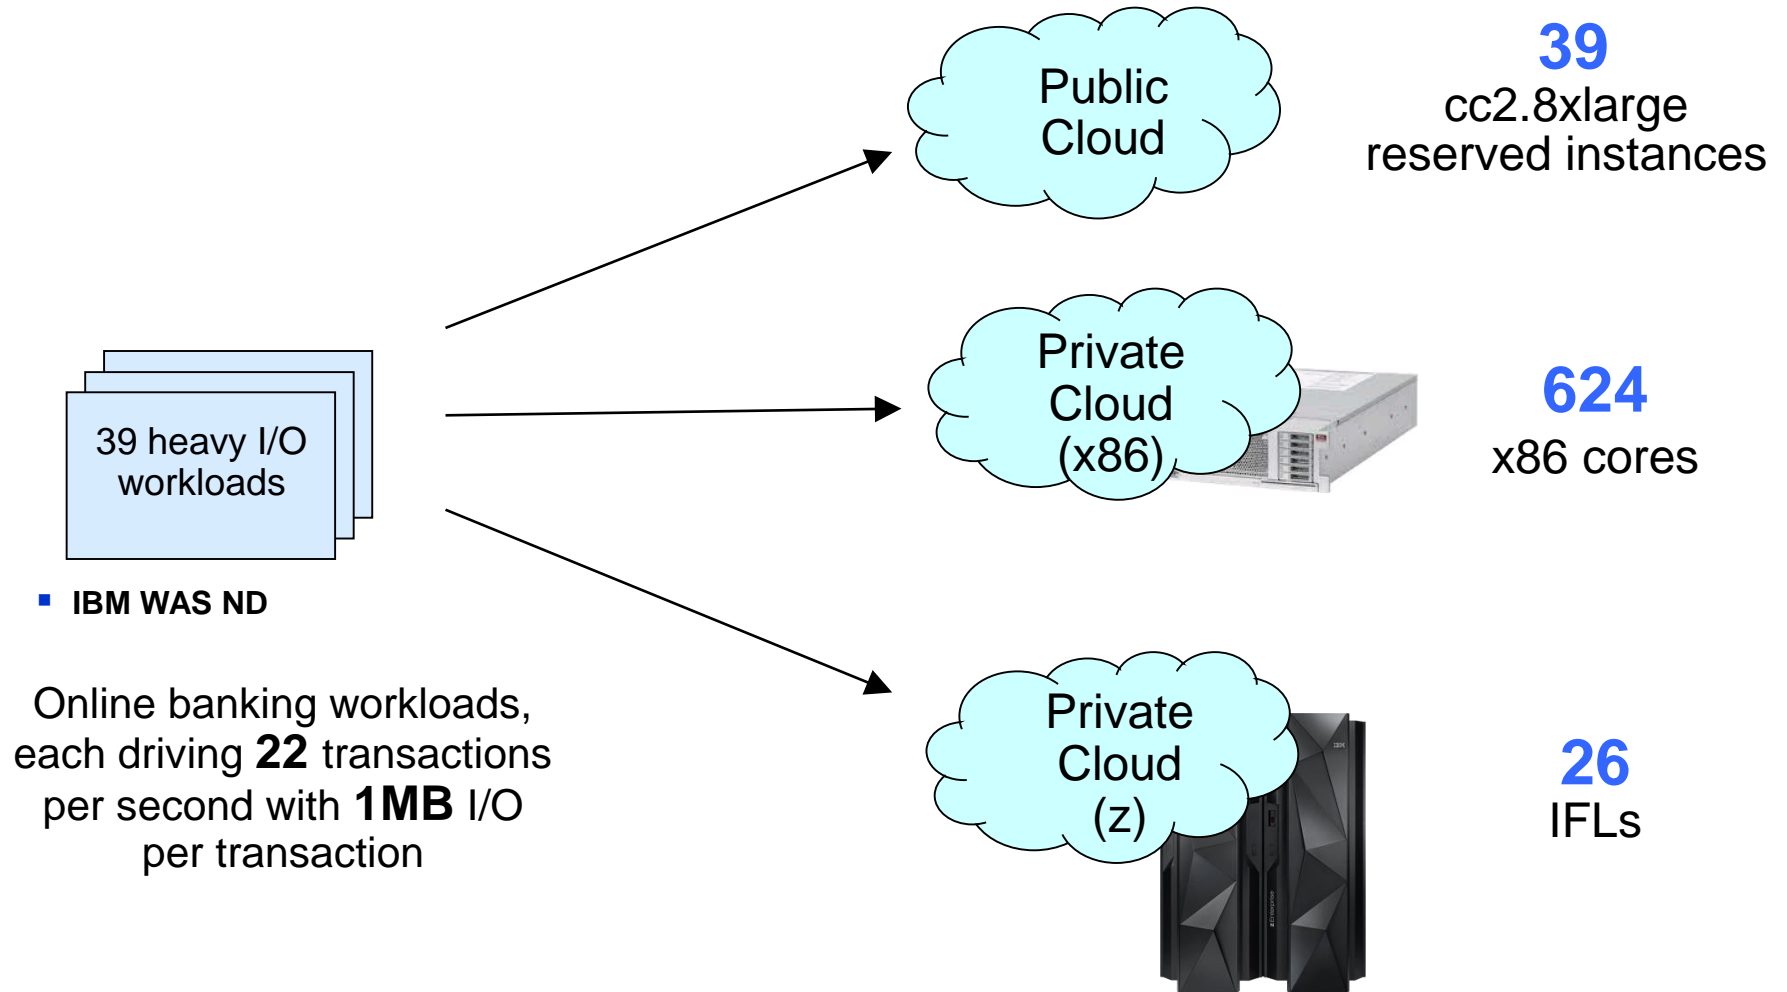 Public
Cloud
39
cc2.8xlarge
reserved instances
Private
Cloud
(x86)
624
x86 cores
39 heavy I/O
workloads
▪ IBM WAS ND
Online banking workloads,
each driving 22 transactions
per second with 1MB I/O
per transaction
Private
Cloud
(z)
26
IFLs
IBM